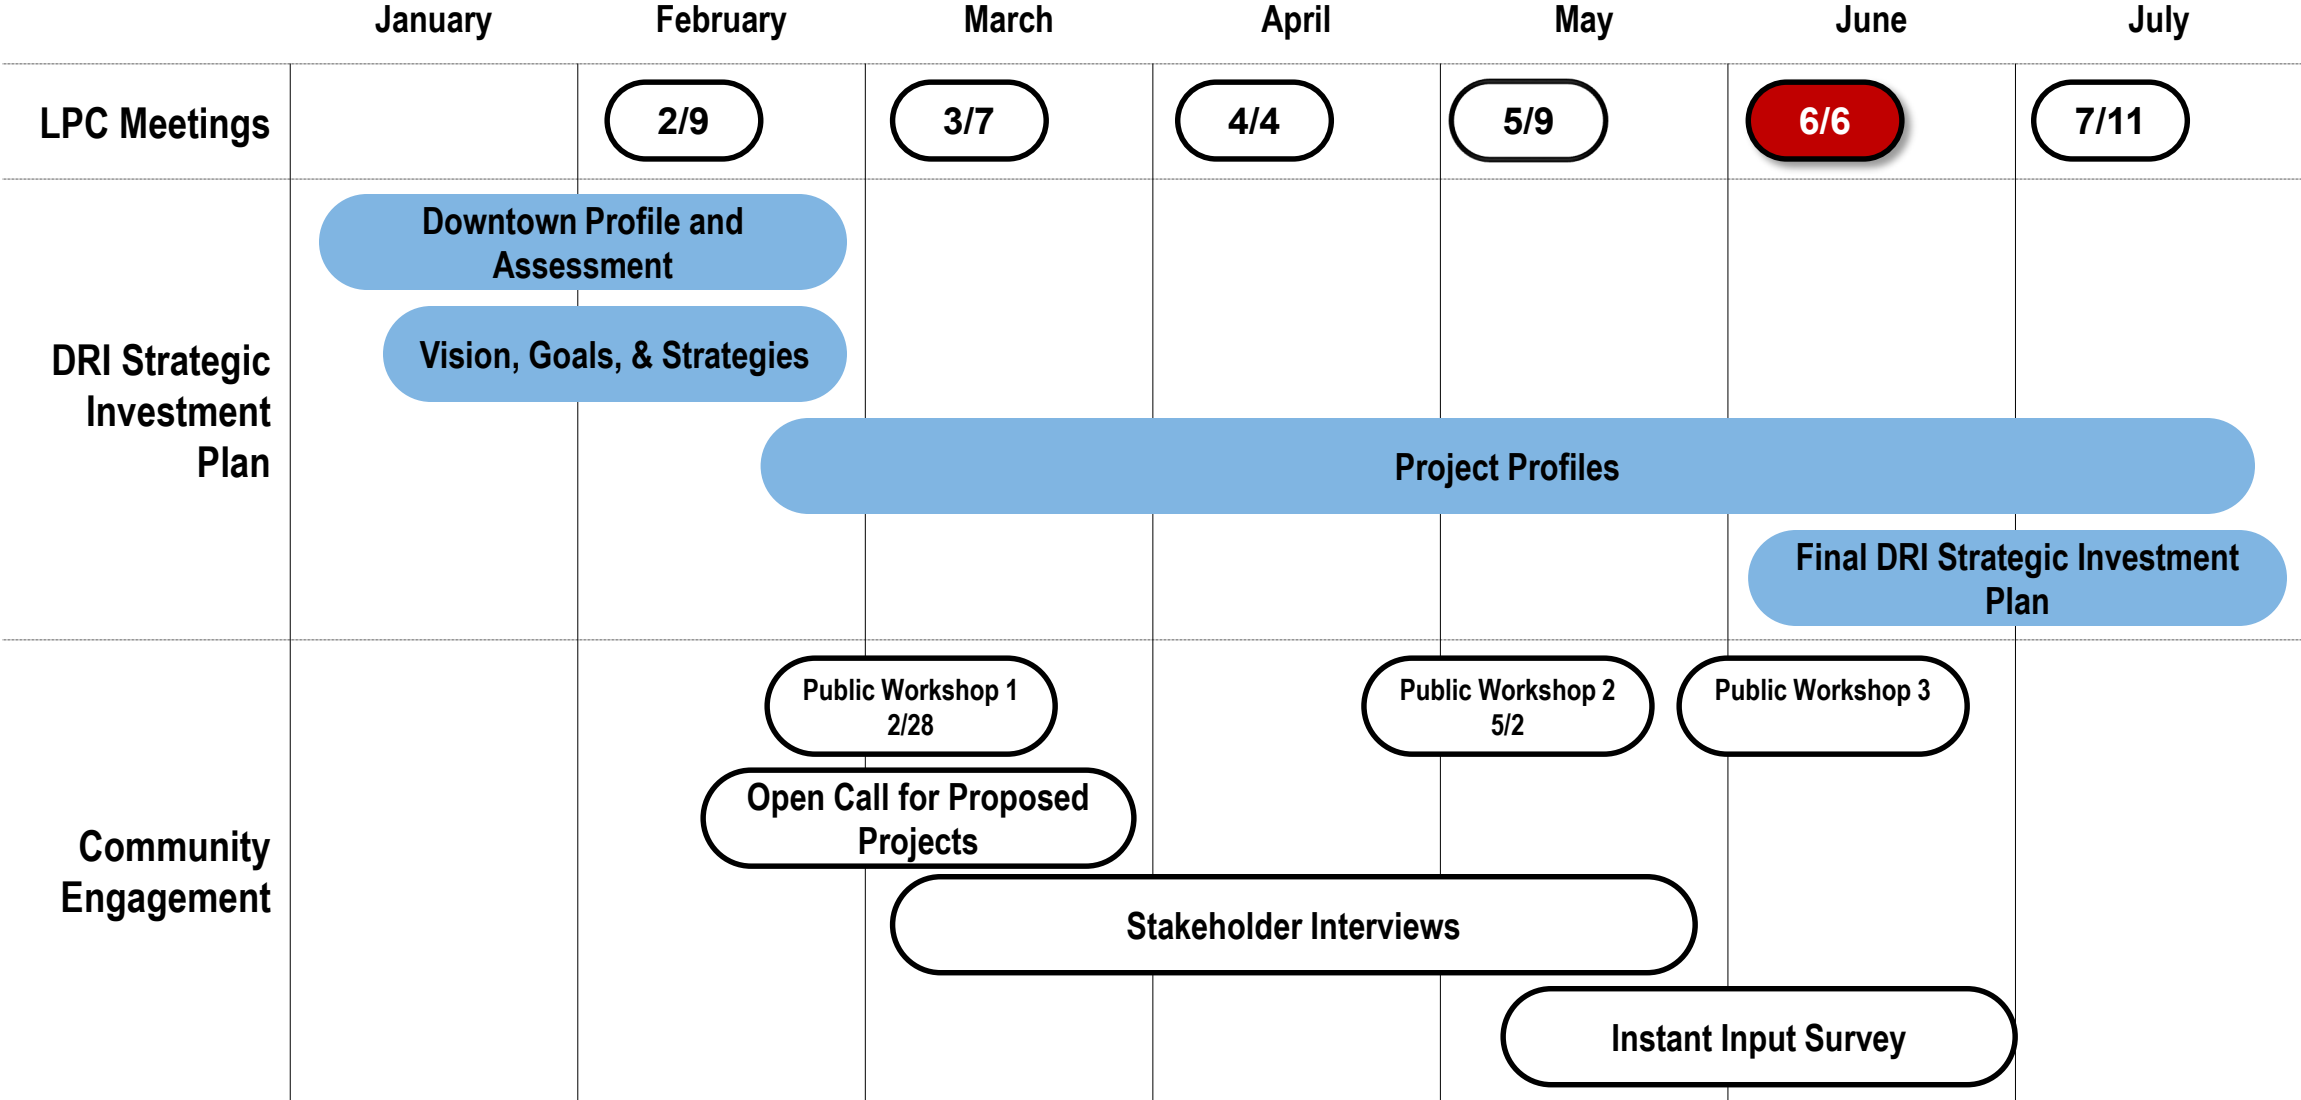 January February March April May June July
LPC Meetings 2/9 3/7 4/4 5/9 6/6 7/11
DRI Strategic
Investment
Plan
Downtown Profile and
Assessment
Vision, Goals, & Strategies
Project Profiles
Final DRI Strategic Investment
Plan
Community
Engagement
Public Workshop 1
2/28
Public Workshop 2
5/2
Public Workshop 3
Open Call for Proposed
Projects
Stakeholder Interviews
Instant Input Survey